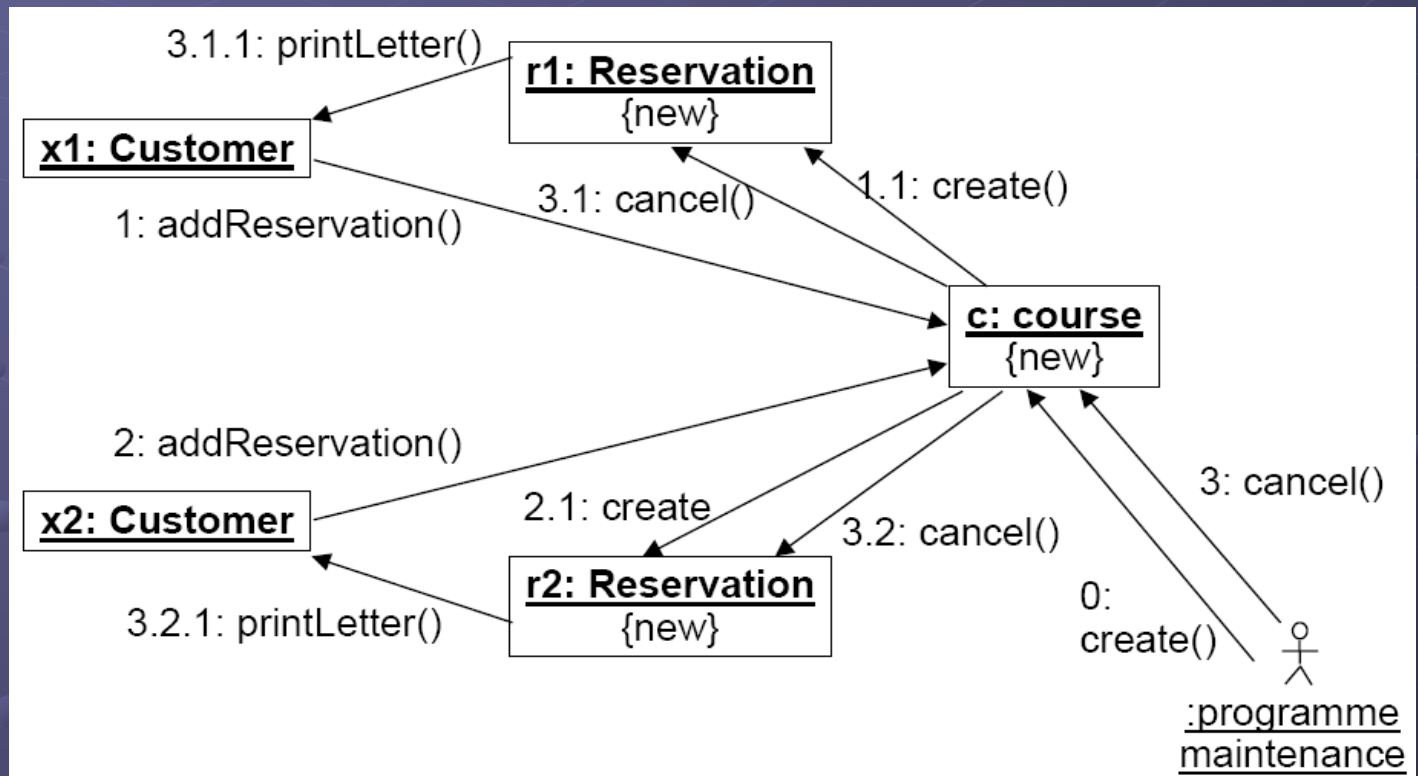 3.1.1: printLetter()
r1: Reservation
{new}
x1: Customer
3.1: cancel()
1.1: create()
1: addReservation()
c: course
{new}
2: addReservation()
x2: Customer
2.1: create
3.2: cancel()
3: cancel()
r2: Reservation
{new}
3.2.1: printLetter()
0:
create()
:programme
maintenance